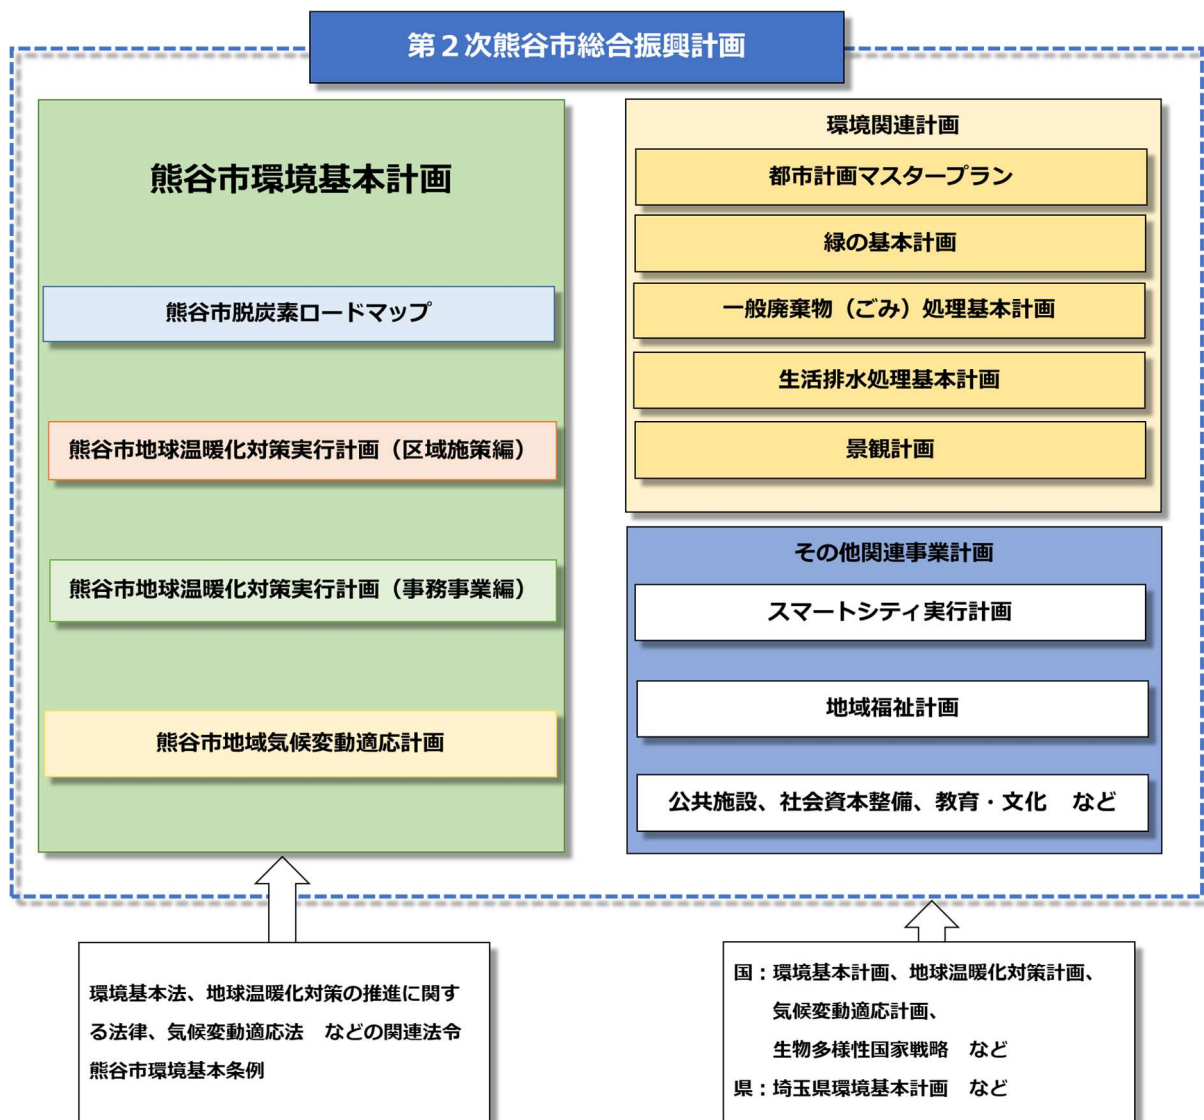 第２次熊谷市総合振興計画
熊谷市環境基本計画
熊谷市脱炭素ロードマップ
熊谷市地球温暖化対策実行計画（区域施策編）
熊谷市地球温暖化対策実行計画（事務事業編）
熊谷市地域気候変動適応計画
環境関連計画
都市計画マスタープラン
緑の基本計画
一般廃棄物（ごみ）処理基本計画
生活排水処理基本計画
景観計画
その他関連事業計画
スマートシティ実行計画
地域福祉計画
公共施設、社会資本整備、教育・文化　など
環境基本法、地球温暖化対策の推進に関す
る法律、気候変動適応法　などの関連法令
熊谷市環境基本条例
国：環境基本計画、地球温暖化対策計画、
気候変動適応計画、
生物多様性国家戦略　など
県：埼玉県環境基本計画　など